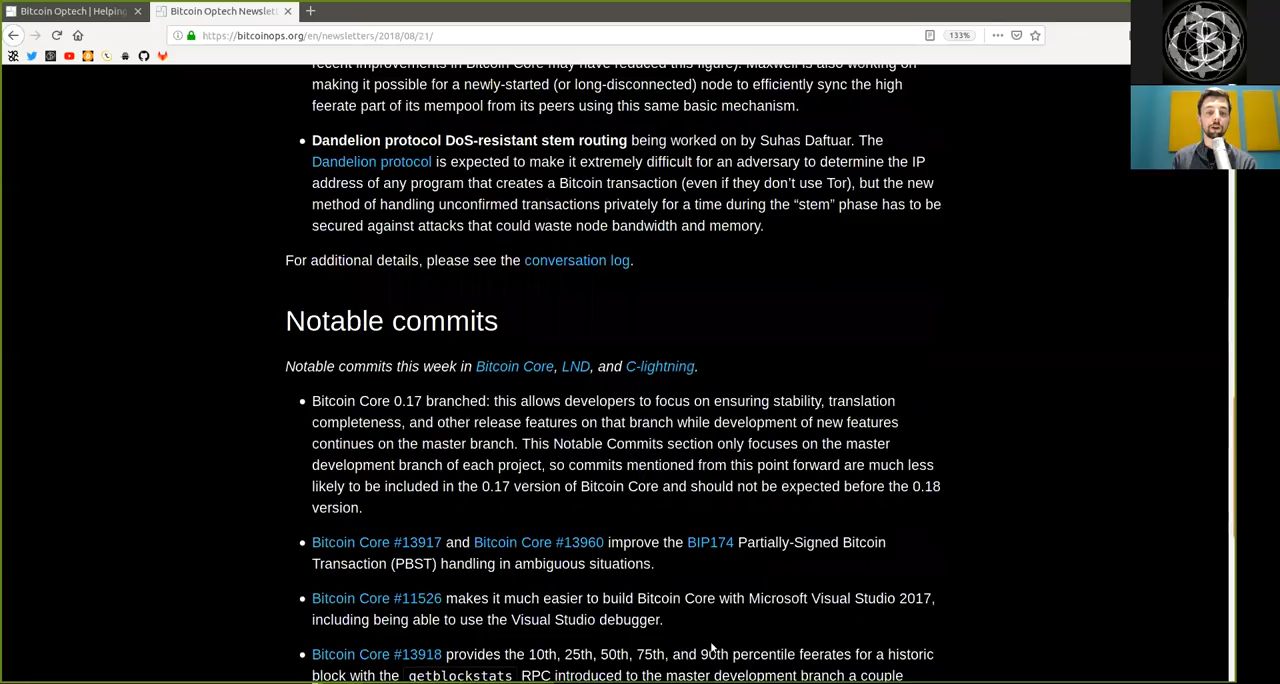 Bitcoin Optech | Helping
Bitcoin Optech Newslett
https://bitcoinops.org/en/newsletters/2018/08/21/
133%
recent improvements in Bitcoin Core may have reduced this figure). Maxwell is also working on
making it possible for a newly-started (or long-disconnected) node to efficiently sync the high
feerate part of its mempool from its peers using this same basic mechanism.
Dandelion protocol DoS-resistant stem routing being worked on by Suhas Daftuar. The
Dandelion protocol is expected to make it extremely difficult for an adversary to determine the IP
address of any program that creates a Bitcoin transaction (even if they don't use Tor), but the new
method of handling unconfirmed transactions privately for a time during the “stem” phase has to be
secured against attacks that could waste node bandwidth and memory.
For additional details, please see the conversation log.
Notable commits
Notable commits this week in Bitcoin Core, LND, and C-lightning.
Bitcoin Core 0.17 branched: this allows developers to focus on ensuring stability, translation
completeness, and other release features on that branch while development of new features
continues on the master branch. This Notable Commits section only focuses on the master
development branch of each project, so commits mentioned from this point forward are much less
likely to be included in the 0.17 version of Bitcoin Core and should not be expected before the 0.18
version.
Bitcoin Core #13917 and Bitcoin Core #13960 improve the BIP174 Partially-Signed Bitcoin
Transaction (PBST) handling in ambiguous situations.
Bitcoin Core #11526 makes it much easier to build Bitcoin Core with Microsoft Visual Studio 2017,
including being able to use the Visual Studio debugger.
Bitcoin Core #13918 provides the 10th, 25th, 50th, 75th, and 90th percentile feerates for a historic
block with the getblockstats RPC introduced to the master development branch a couple